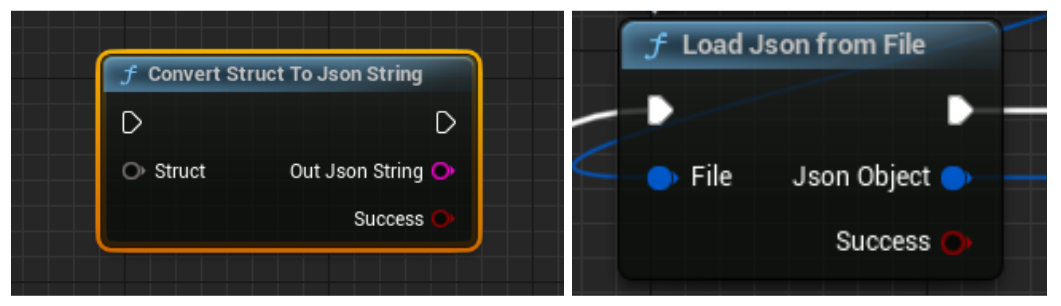 Convert Struct To Json String
Struct
Out Json String
Success
Load Json from File
File
Json Object
Success